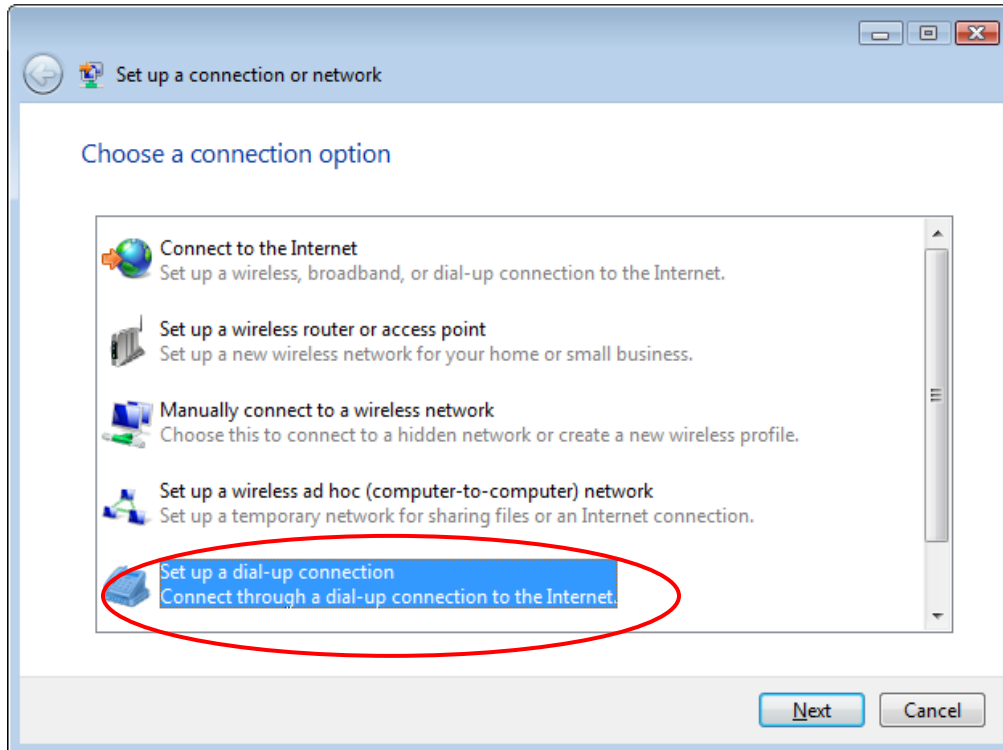 Set up a connection or network
Choose a connection option
Connect to the Internet
Set up a wireless, broadband, or dial-up connection to the Internet.
Set up a wireless router or access point
Set up a new wireless network for your home or small business.
Manually connect to a wireless network
Choose this to connect to a hidden network or create a new wireless profile.
Set up a wireless ad hoc (computer-to-computer) network
Set up a temporary network for sharing files or an Internet connection.
Set up a dial-up connection
Connect through a dial-up connection to the Internet.
Next
Cancel